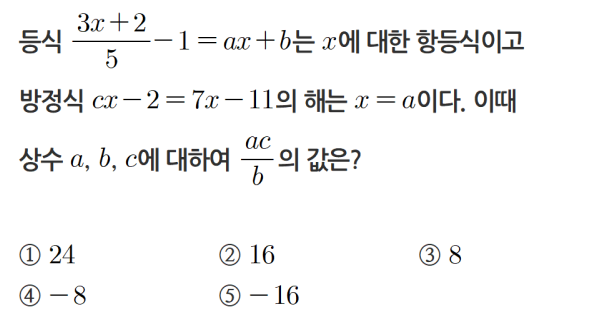 등식 $\frac{3x+2}{5}-1=ax+b$는 $x$에 대한 항등식이고
방정식 $cx-2=7x-11$의 해는 $x=a$이다. 이때
상수 $a$, $b$, $c$에 대하여 $\frac{ac}{b}$의 값은?
① 24 ② 16 ③ 8
④ −8 ⑤ −16